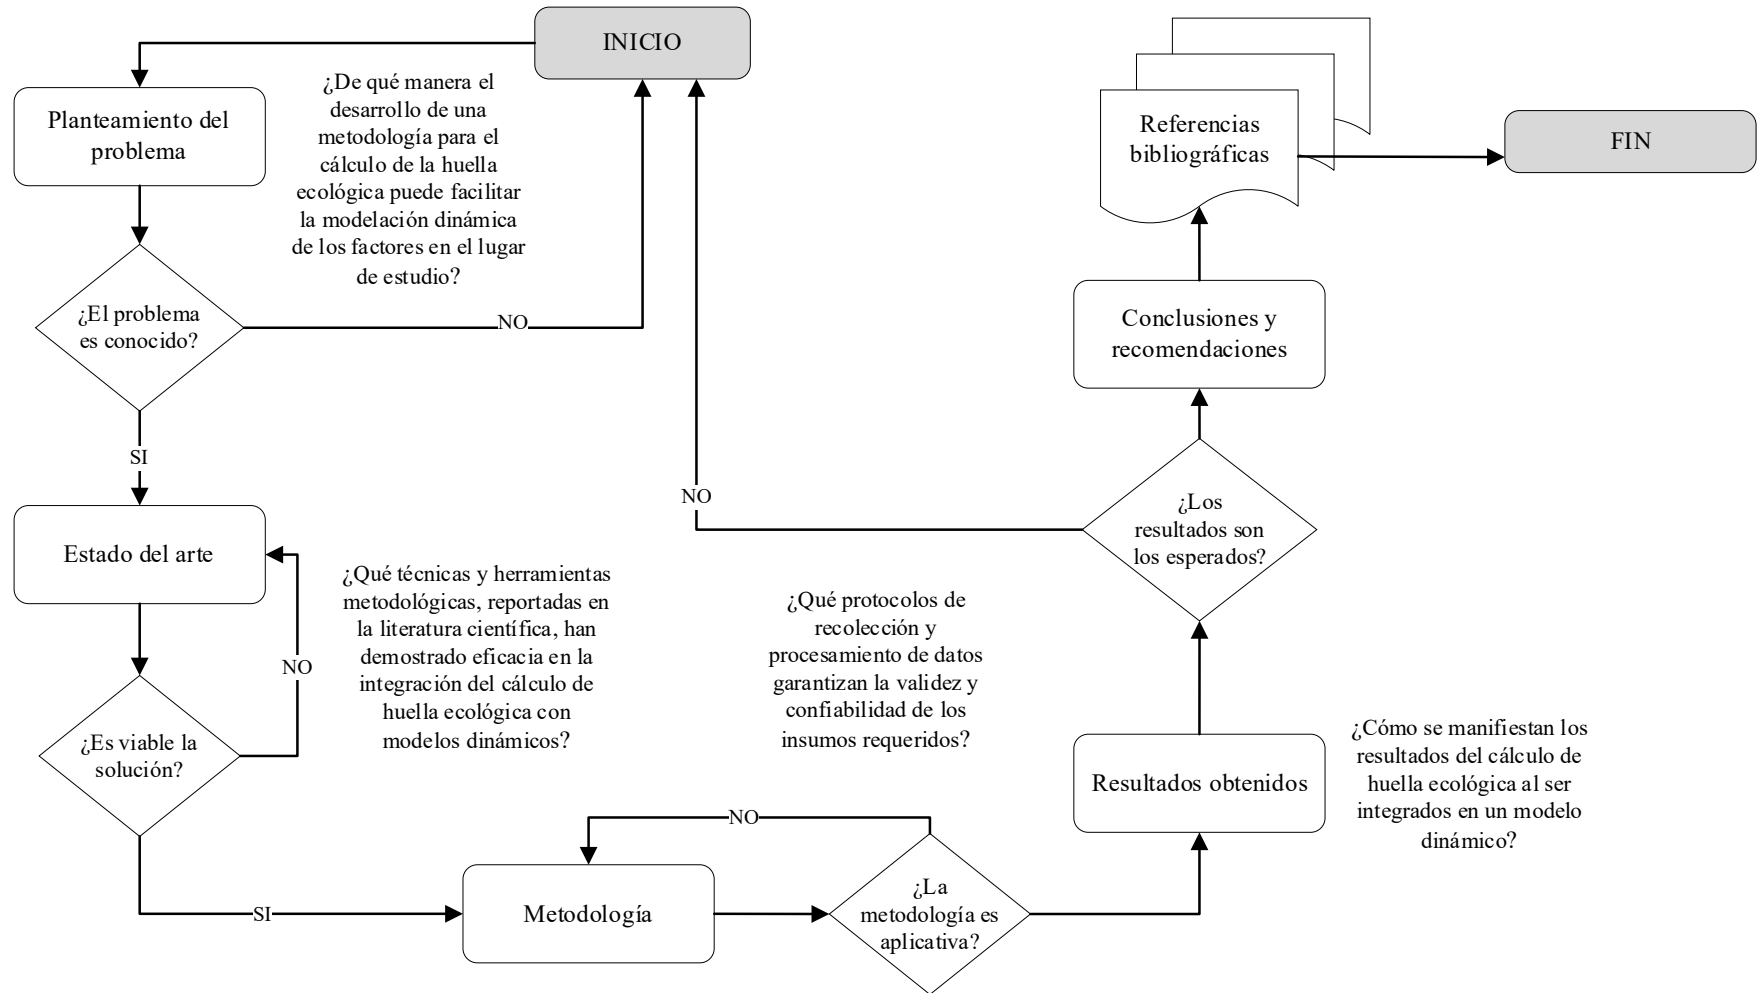 INICIO
Planteamiento del
problema
¿De qué manera el
desarrollo de una
metodología para el
cálculo de la huella
ecológica puede facilitar
la modelación dinámica
de los factores en el lugar
de estudio?
¿El problema
es conocido?
NO
SI
Estado del arte
NO
¿Qué técnicas y herramientas
metodológicas, reportadas en
la literatura científica, han
demostrado eficacia en la
integración del cálculo de
huella ecológica con
modelos dinámicos?
¿Es viable la
solución?
SI
Metodología
NO
¿La
metodología es
aplicativa?
¿Qué protocolos de
recolección y
procesamiento de datos
garantizan la validez y
confiabilidad de los
insumos requeridos?
Resultados obtenidos
¿Cómo se manifiestan los
resultados del cálculo de
huella ecológica al ser
integrados en un modelo
dinámico?
¿Los
resultados son
los esperados?
NO
Conclusiones y
recomendaciones
Referencias
bibliográficas
FIN